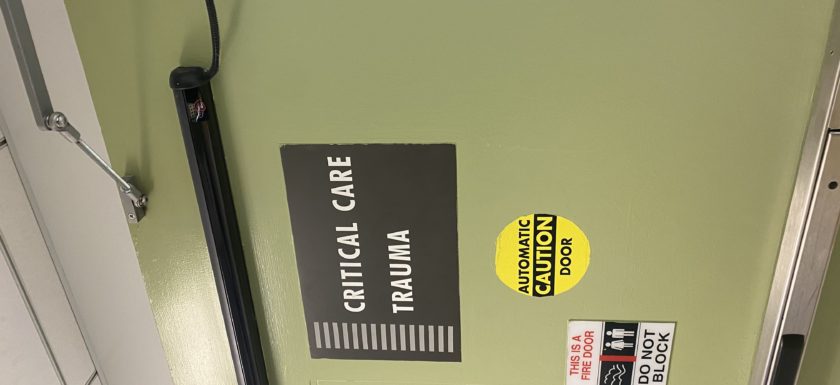 CRITICAL CARE
TRAUMA
AUTOMATIC
CAUTION
DOOR
THIS IS A
FIRE DOOR
DO NOT
BLOCK